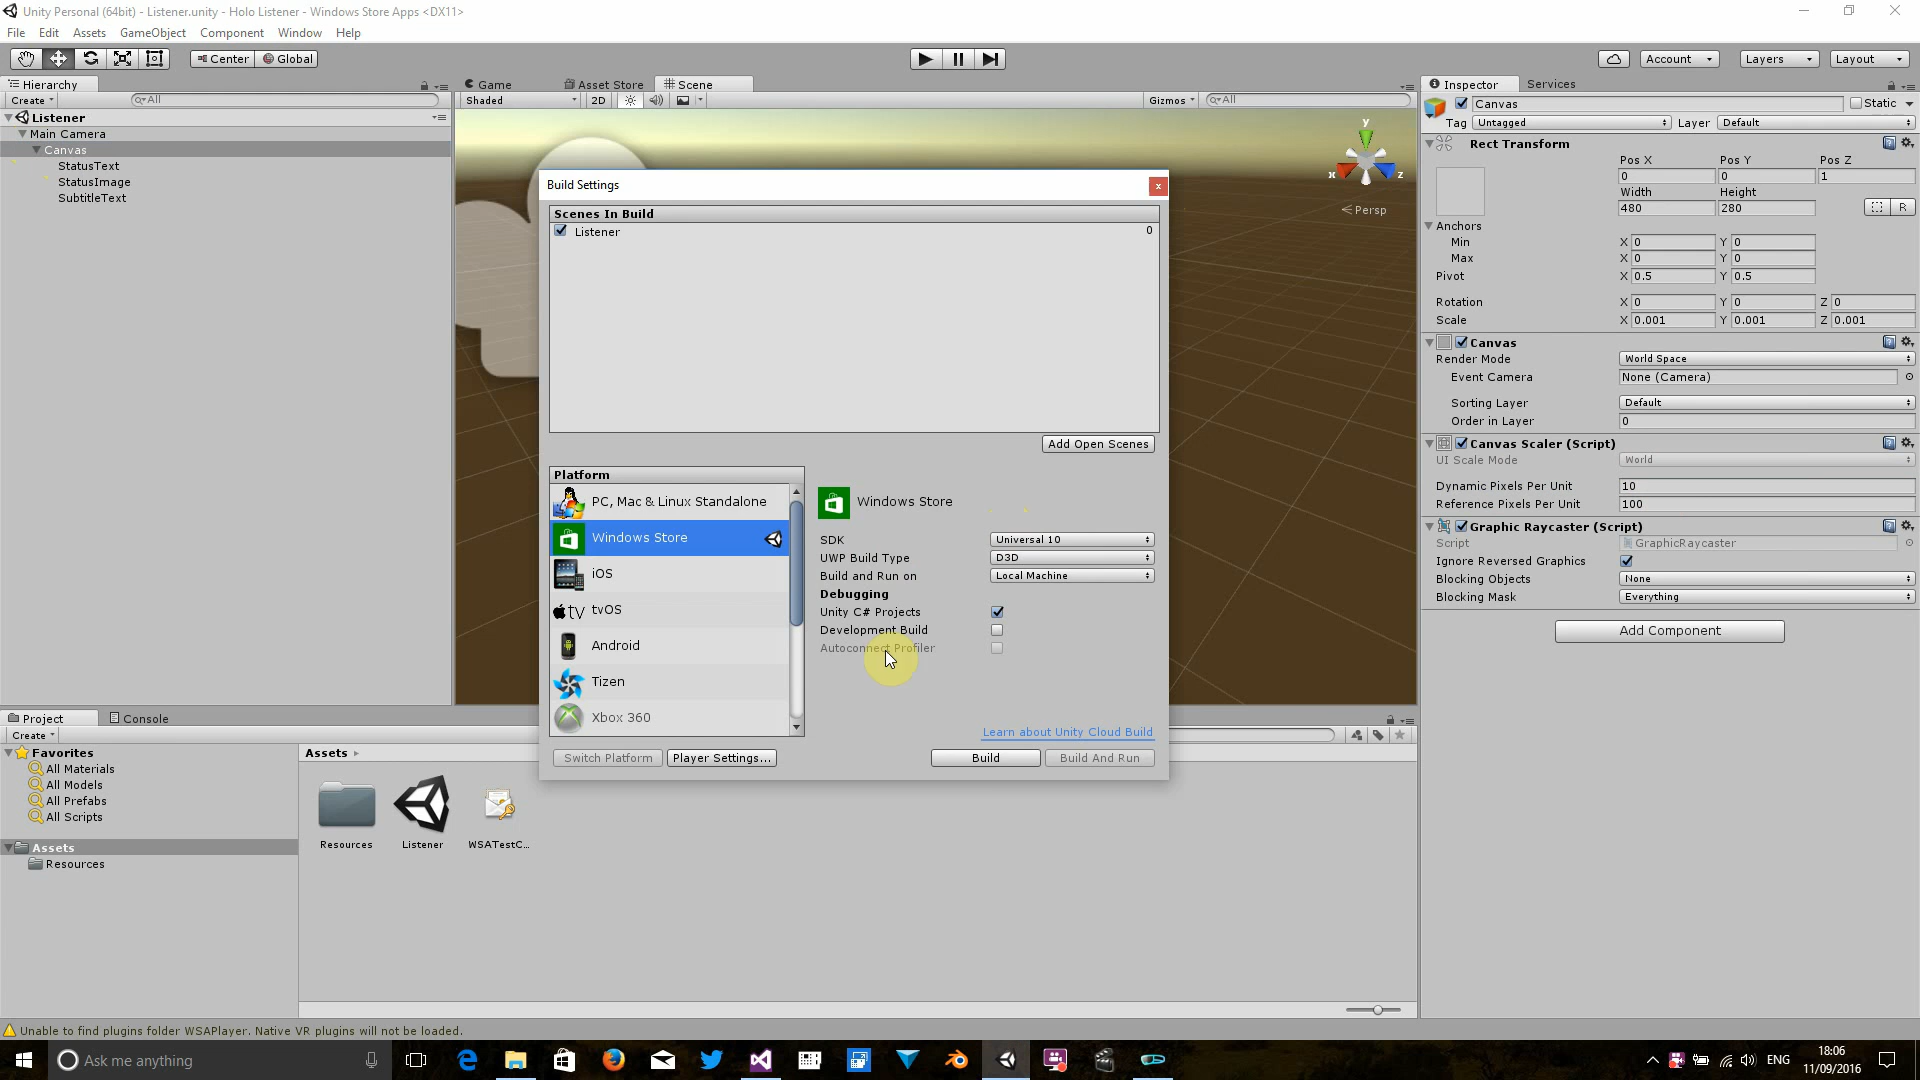 Unity Personal (64bit) - Listener.unity - Holo Listener - Windows Store Apps <DX11>
File Edit Assets GameObject Component Window Help
Center Global
Account Layers Layout
Hierarchy
Create All
Listener
Main Camera
Canvas
StatusText
StatusImage
SubtitleText
Game Asset Store Scene
Shaded 2D Gizmos All
y
x z
Persp
Build Settings
Scenes In Build
Listener 0
Add Open Scenes
Platform
PC, Mac & Linux Standalone
Windows Store
iOS
tv tvOS
Android
Tizen
Xbox 360
Windows Store
SDK Universal 10
UWP Build Type D3D
Build and Run on Local Machine
Debugging
Unity C# Projects
Development Build
Autoconnect Profiler
Learn about Unity Cloud Build
Switch Platform Player Settings... Build Build And Run
Inspector Services
Canvas Static
Tag Untagged Layer Default
Rect Transform
Pos X Pos Y Pos Z
0 0 1
Width Height
480 280 R
Anchors
Min X 0 Y 0
Max X 0 Y 0
Pivot X 0.5 Y 0.5
Rotation X 0 Y 0 Z 0
Scale X 0.001 Y 0.001 Z 0.001
Canvas
Render Mode World Space
Event Camera None (Camera)
Sorting Layer Default
Order in Layer 0
Canvas Scaler (Script)
UI Scale Mode World
Dynamic Pixels Per Unit 10
Reference Pixels Per Unit 100
Graphic Raycaster (Script)
Script GraphicRaycaster
Ignore Reversed Graphics
Blocking Objects None
Blocking Mask Everything
Add Component
Project Console
Create
Favorites
All Materials
All Models
All Prefabs
All Scripts
Assets
Resources
Assets
Resources Listener WSATestC...
Unable to find plugins folder WSAPlayer. Native VR plugins will not be loaded.
Ask me anything
ENG 18:06
11/09/2016